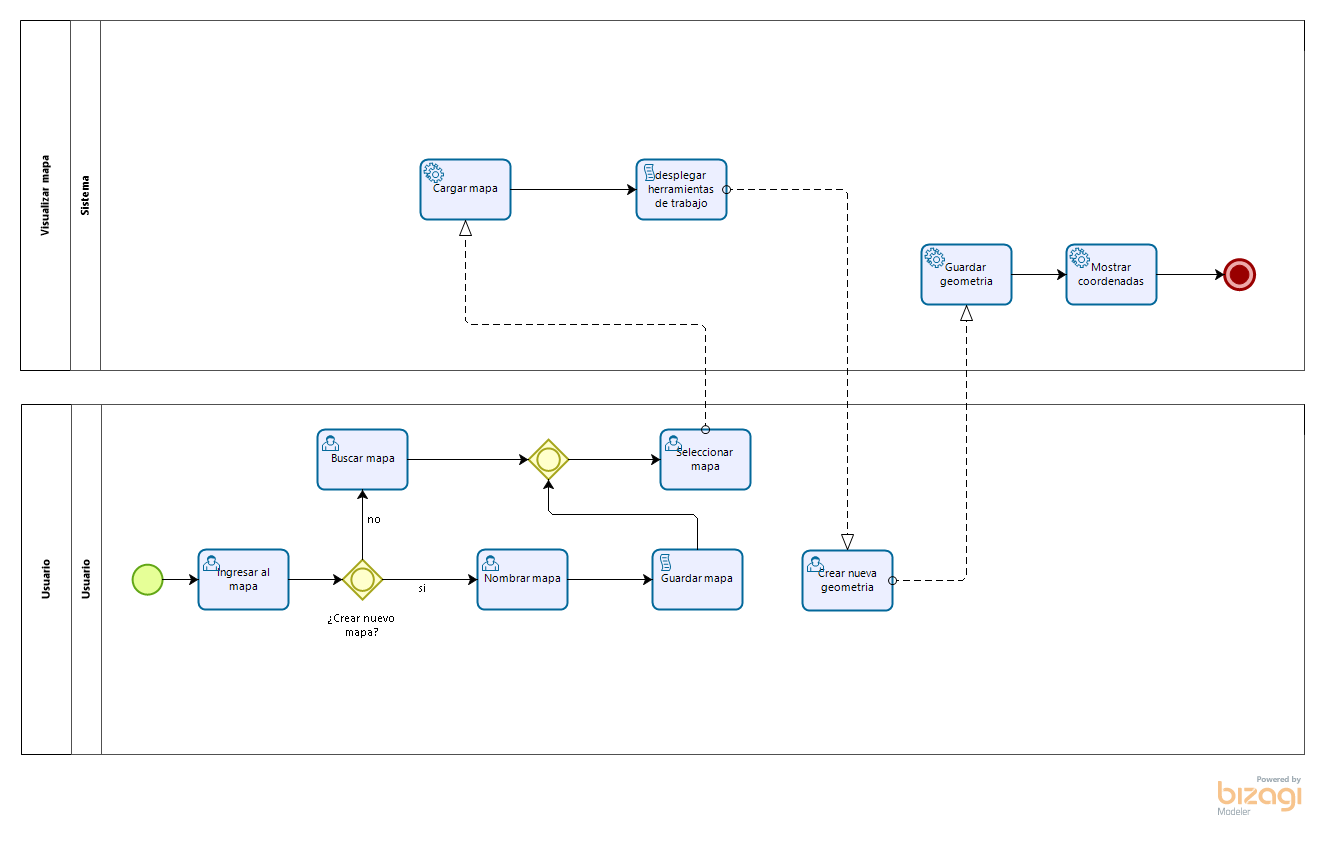 Visualizar mapa
Sistema
Cargar mapa
desplegar
herramientas
de trabajo
Guardar
geometria
Mostrar
coordenadas
Usuario
Usuario
Buscar mapa
Seleccionar
mapa
no
Ingresar al
mapa
¿Crear nuevo
mapa?
si
Nombrar mapa
Guardar mapa
Crear nueva
geometria
Powered by
bizagi
Modeler